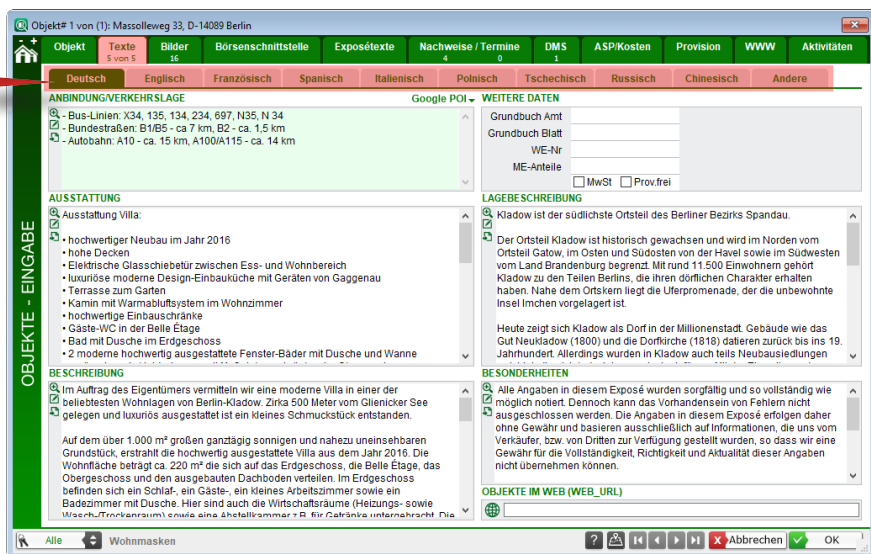 Objekt# 1 von (1): Massolleweg 33, D-14089 Berlin
- +
Objekt Texte Bilder Börsenschnittstelle Exposétexte Nachweise / Termine DMS ASP/Kosten Provision WWW Aktivitäten
5 von 5 16 4 0 1
Deutsch Englisch Französisch Spanisch Italienisch Polnisch Tschechisch Russisch Chinesisch Andere
ANBINDUNG/VERKEHRSLAGE Google POI
- Bus-Linien: X34, 135, 134, 234, 697, N35, N 34
- Bundestraßen: B1/B5 - ca 7 km, B2 - ca. 1,5 km
- Autobahn: A10 - ca. 15 km, A100/A115 - ca. 14 km
WEITERE DATEN
Grundbuch Amt
Grundbuch Blatt
WE-Nr
ME-Anteile
MwSt Prov.frei
AUSSTATTUNG
Ausstattung Villa:
• hochwertiger Neubau im Jahr 2016
• hohe Decken
• Elektrische Glasschiebetür zwischen Ess- und Wohnbereich
• luxuriöse moderne Design-Einbauküche mit Geräten von Gaggenau
• Terrasse zum Garten
• Kamin mit Warmabluftsystem im Wohnzimmer
• hochwertige Einbauschränke
• Gäste-WC in der Belle Étage
• Bad mit Dusche im Erdgeschoss
• 2 moderne hochwertig ausgestattete Fenster-Bäder mit Dusche und Wanne
LAGEBESCHREIBUNG
Kladow ist der südlichste Ortsteil des Berliner Bezirks Spandau.
Der Ortsteil Kladow ist historisch gewachsen und wird im Norden vom
Ortsteil Gatow, im Osten und Südosten von der Havel sowie im Südwesten
vom Land Brandenburg begrenzt. Mit rund 11.500 Einwohnern gehört
Kladow zu den Teilen Berlins, die ihren dörflichen Charakter erhalten
haben. Nahe dem Ortskern liegt die Uferpromenade, der die unbewohnte
Insel Imchen vorgelagert ist.
Heute zeigt sich Kladow als Dorf in der Millionenstadt. Gebäude wie das
Gut Neukladow (1800) und die Dorfkirche (1818) datieren zurück bis ins 19.
Jahrhundert. Allerdings wurden in Kladow auch teils Neubausiedlungen
BESCHREIBUNG
Im Auftrag des Eigentümers vermitteln wir eine moderne Villa in einer der
beliebtesten Wohnlagen von Berlin-Kladow. Zirka 500 Meter vom Glienicker See
gelegen und luxuriös ausgestattet ist ein kleines Schmuckstück entstanden.
Auf dem über 1.000 m² großen ganztägig sonnigen und nahezu uneinsehbaren
Grundstück, erstrahlt die hochwertig ausgestattete Villa aus dem Jahr 2016. Die
Wohnfläche beträgt ca. 220 m² die sich auf das Erdgeschoss, die Belle Étage, das
Obergeschoss und den ausgebauten Dachboden verteilen. Im Erdgeschoss
befinden sich ein Schlaf-, ein Gäste-, ein kleines Arbeitszimmer sowie ein
Badezimmer mit Dusche. Hier sind auch die Wirtschaftsräume (Heizungs- sowie
Wasch-/Trockenraum) sowie eine Abstellkammer z.B. für Getränke untergebracht. Die
BESONDERHEITEN
Alle Angaben in diesem Exposé wurden sorgfältig und so vollständig wie
möglich notiert. Dennoch kann das Vorhandensein von Fehlern nicht
ausgeschlossen werden. Die Angaben in diesem Exposé erfolgen daher
ohne Gewähr und basieren ausschließlich auf Informationen, die uns vom
Verkäufer, bzw. von Dritten zur Verfügung gestellt wurden, so dass wir eine
Gewähr für die Vollständigkeit, Richtigkeit und Aktualität dieser Angaben
nicht übernehmen können.
OBJEKTE IM WEB (WEB_URL)
OBJEKTE - EINGABE
Alle Wohnmasken ? X Abbrechen OK